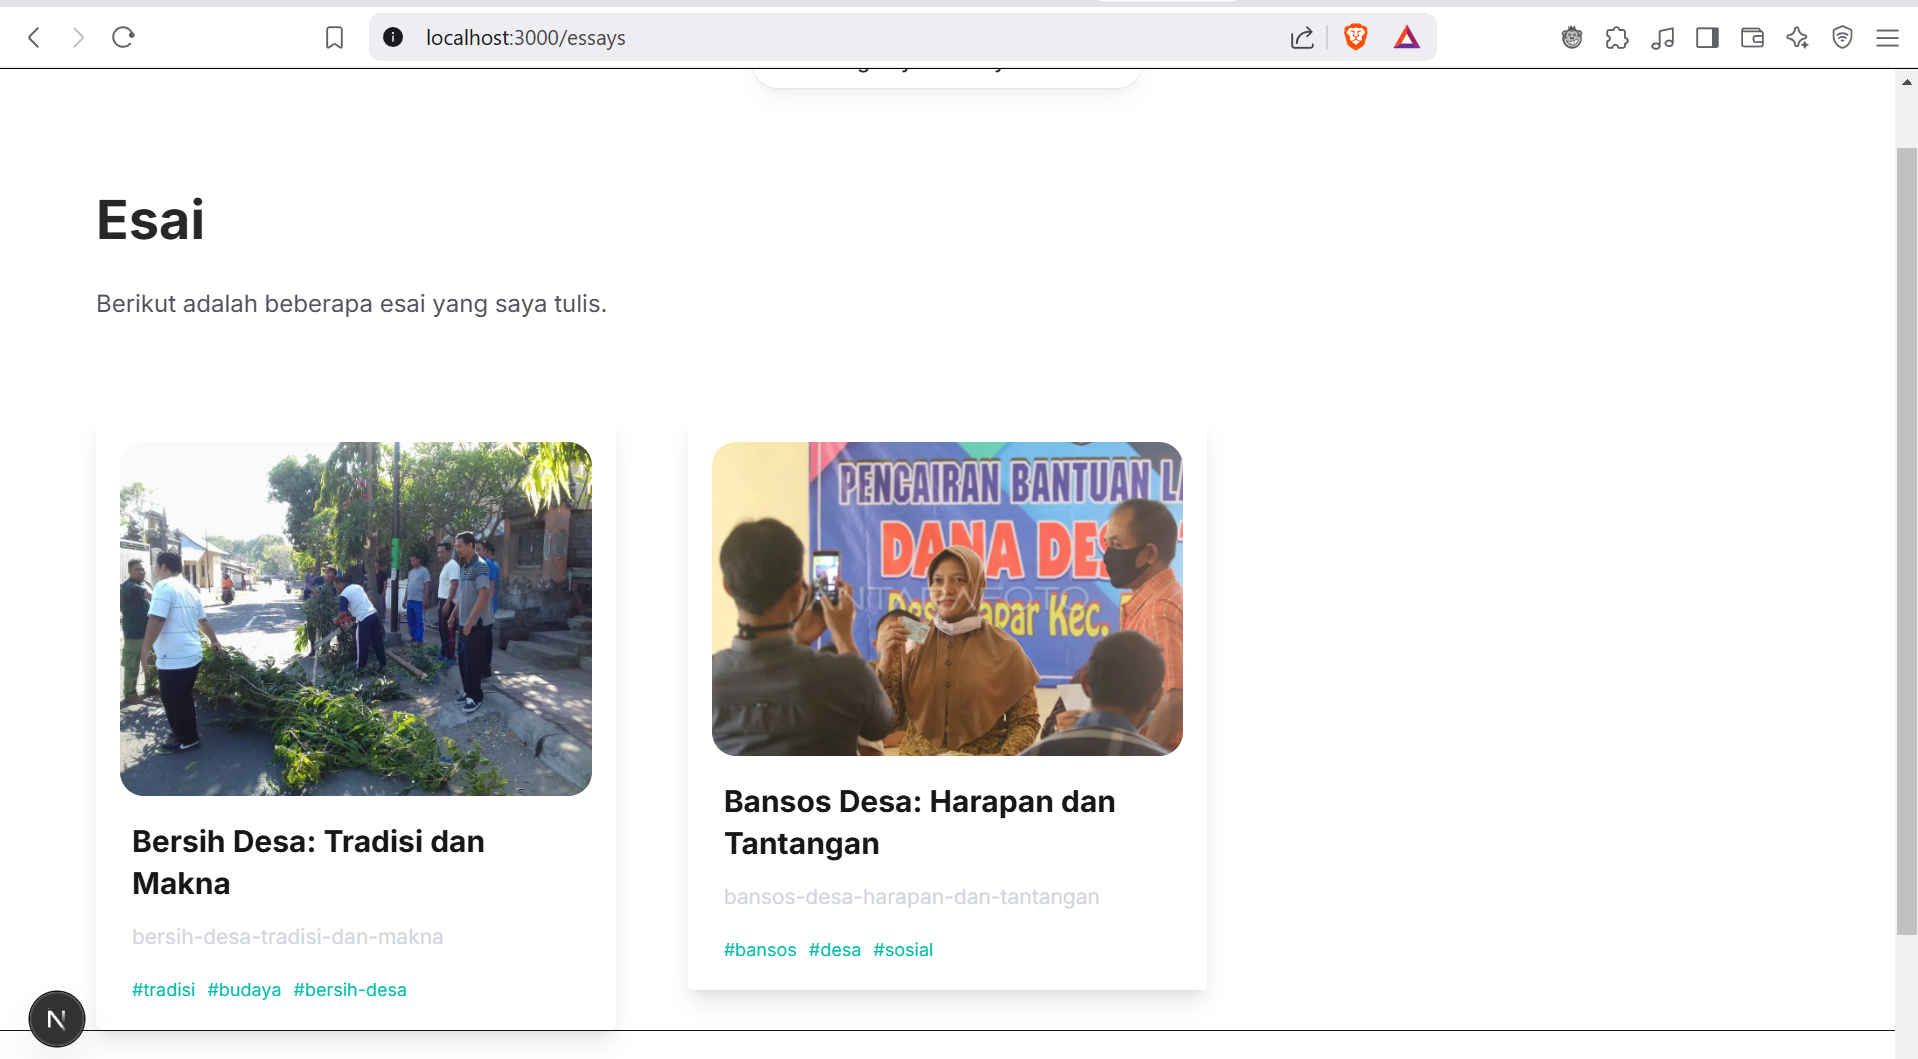 localhost:3000/essays
Esai
Berikut adalah beberapa esai yang saya tulis.
PENCAIRAN BANTUAN
DANA
Kec.
Bersih Desa: Tradisi dan
Makna
bersih-desa-tradisi-dan-makna
#tradisi #budaya #bersih-desa
Bansos Desa: Harapan dan
Tantangan
bansos-desa-harapan-dan-tantangan
#bansos #desa #sosial
N